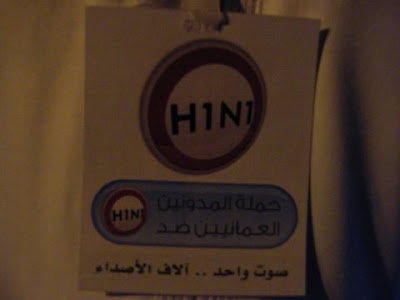 H1N1
حملة المدونين
العمانيين ضد
H1N1
صوت واحد .. آلاف الأصداء